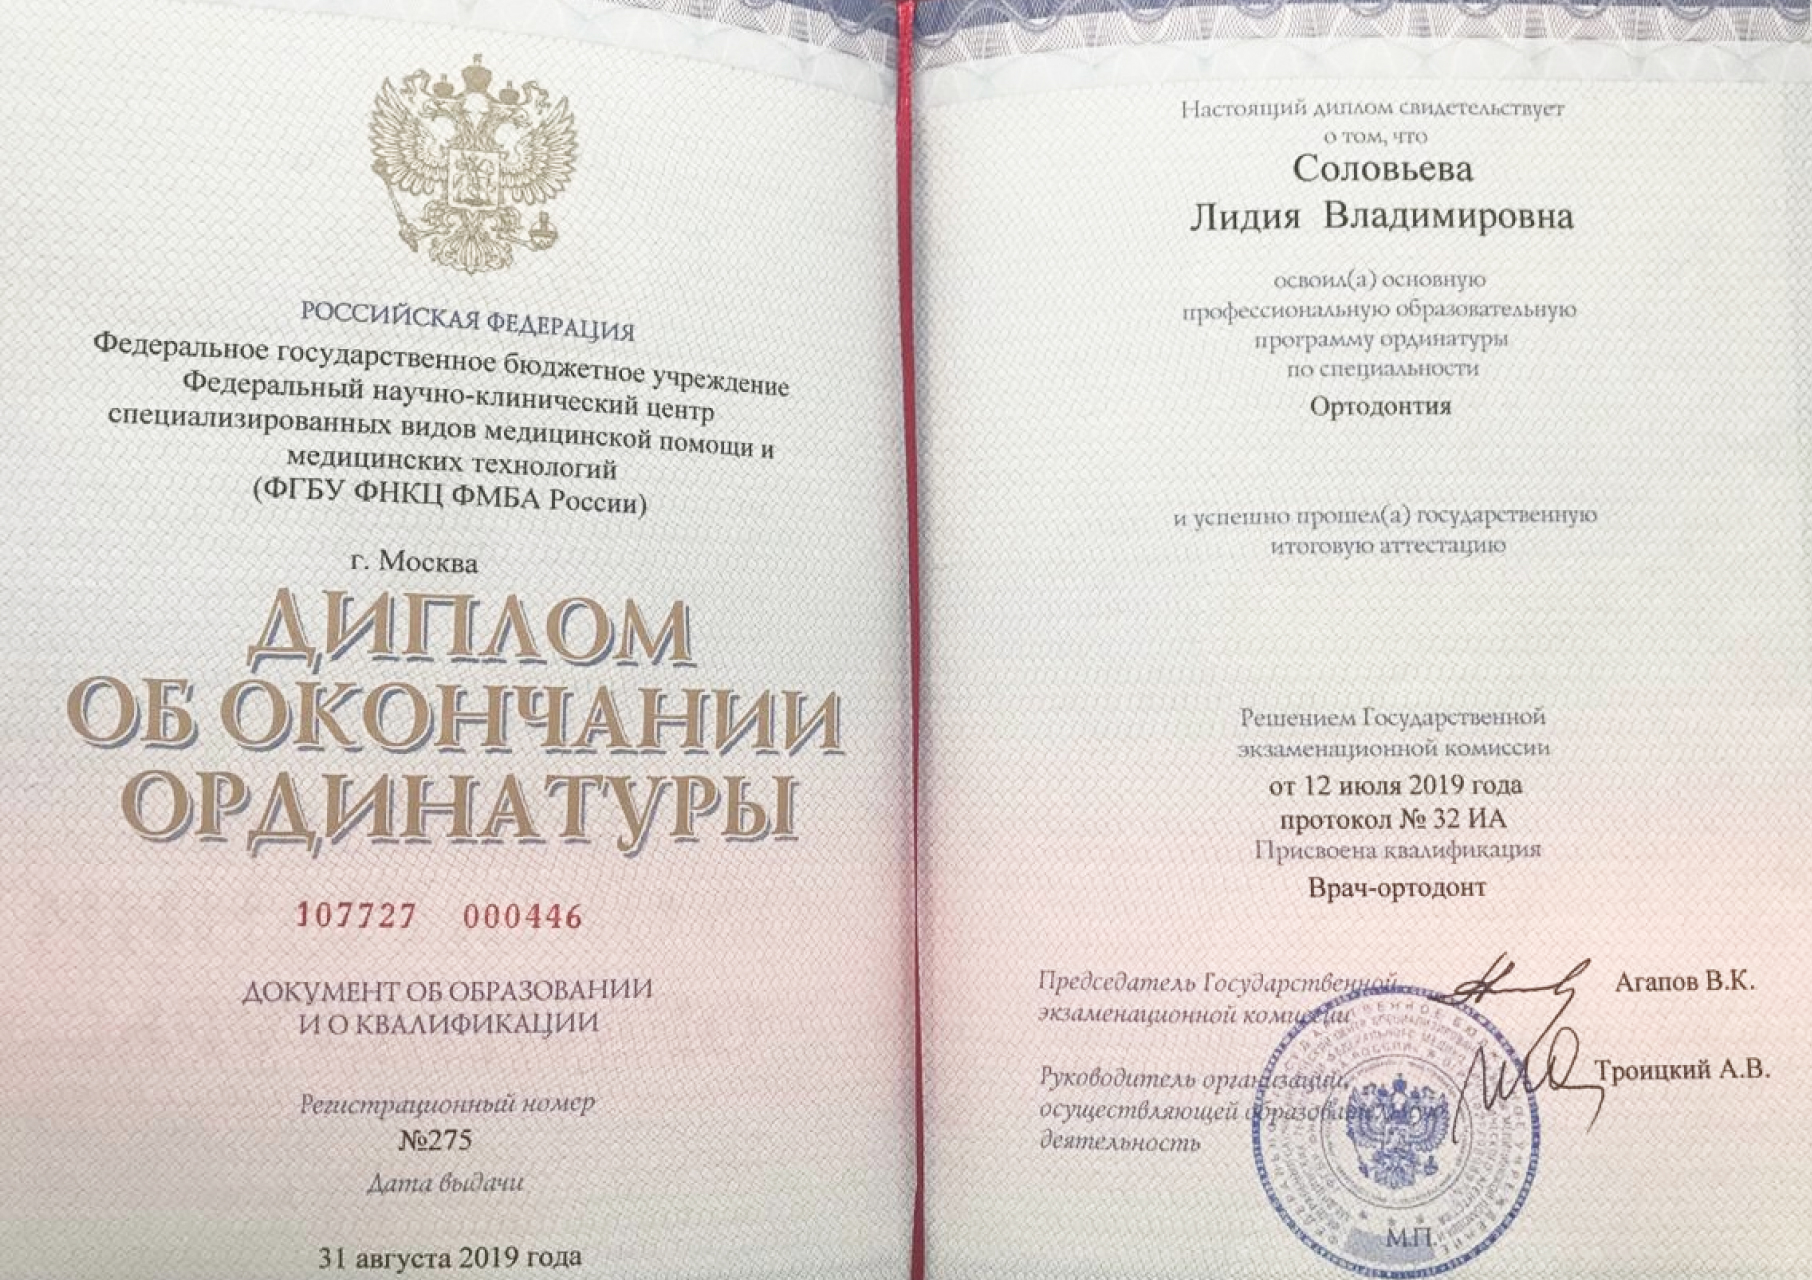 РОССИЙСКАЯ ФЕДЕРАЦИЯ
Федеральное государственное бюджетное учреждение
Федеральный научно-клинический центр
специализированных видов медицинской помощи и
медицинских технологий
(ФГБУ ФНКЦ ФМБА России)
г. Москва
ДИПЛОМ
ОБ ОКОНЧАНИИ
ОРДИНАТУРЫ
107727 000446
ДОКУМЕНТ ОБ ОБРАЗОВАНИИ
И О КВАЛИФИКАЦИИ
Регистрационный номер
№275
Дата выдачи
31 августа 2019 года
Настоящий диплом свидетельствует
о том, что
Соловьева
Лидия Владимировна
освоил(а) основную
профессиональную образовательную
программу ординатуры
по специальности
Ортодонтия
и успешно прошел(а) государственную
итоговую аттестацию
Решением Государственной
экзаменационной комиссии
от 12 июля 2019 года
протокол № 32 ИА
Присвоена квалификация
Врач-ортодонт
Председатель Государственной
экзаменационной комиссии
Агапов В.К.
Руководитель организации,
осуществляющей образовательную
деятельность
Троицкий А.В.
М.П.